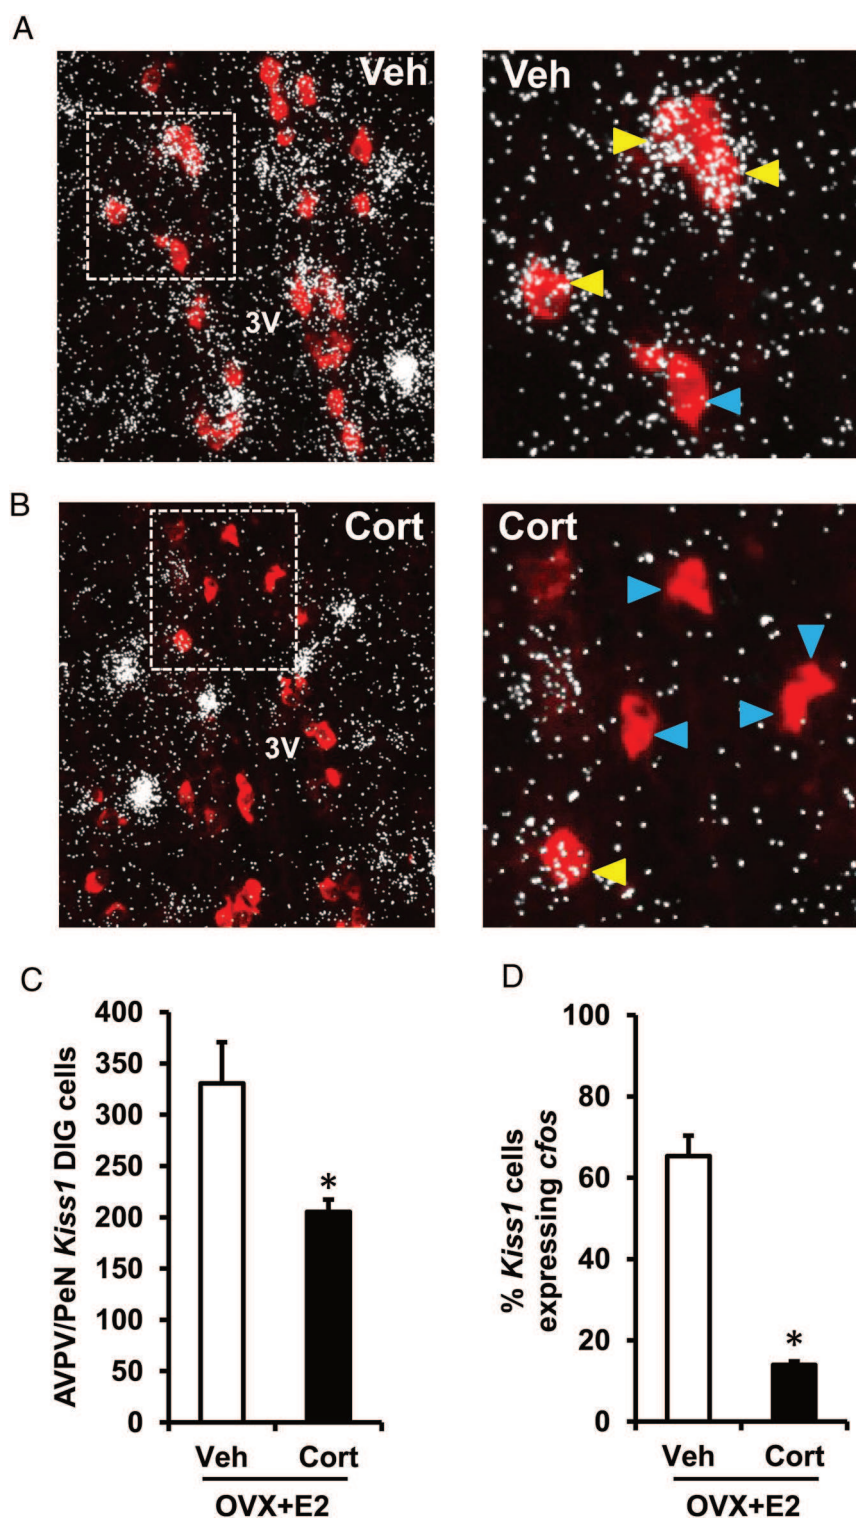 A
Veh
Veh
3V
B
Cort
Cort
3V
C
D
AVPV/PeN Kiss1 DIG cells
400
350
300
250
200
150
100
50
0
*
Veh
Cort
OVX+E2
% Kiss1 cells
expressing cfos
100
80
60
40
20
0
*
Veh
Cort
OVX+E2